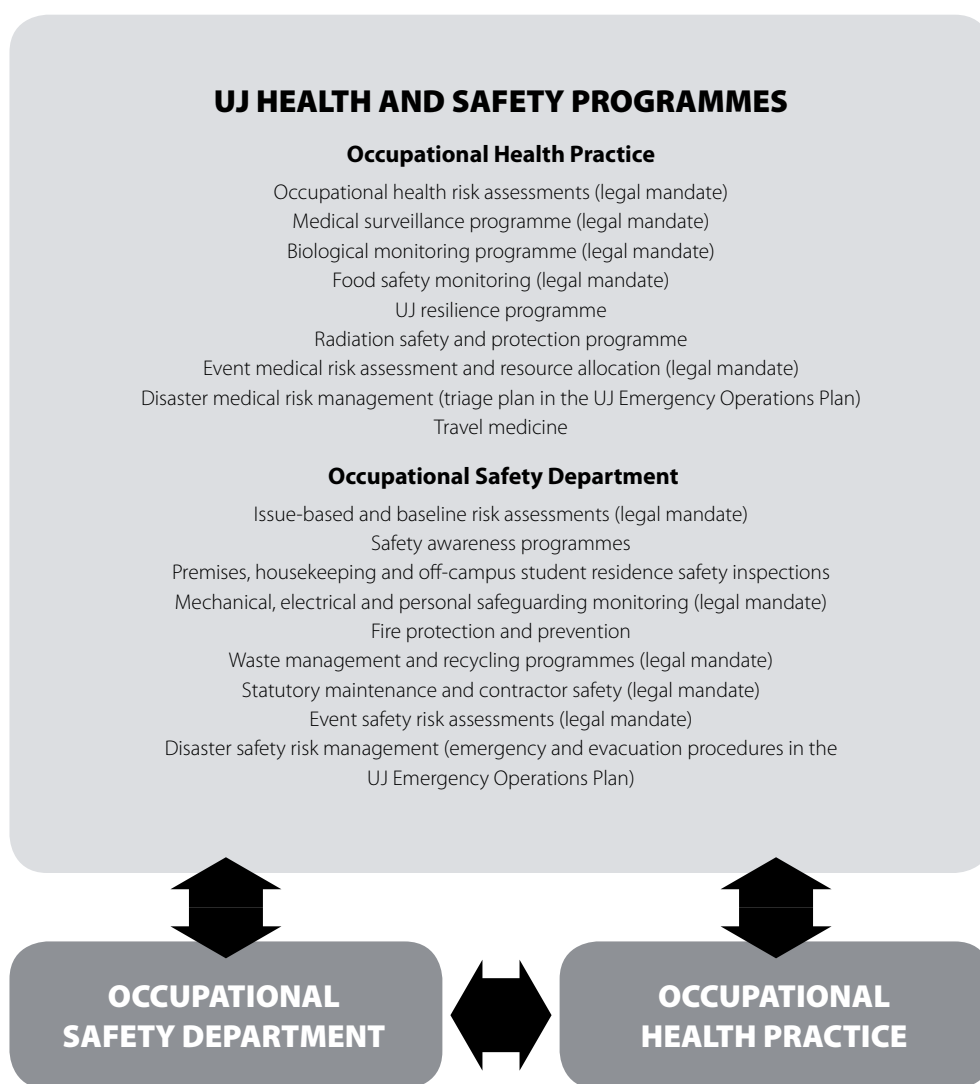 UJ HEALTH AND SAFETY PROGRAMMES
Occupational Health Practice
Occupational health risk assessments (legal mandate)
Medical surveillance programme (legal mandate)
Biological monitoring programme (legal mandate)
Food safety monitoring (legal mandate)
UJ resilience programme
Radiation safety and protection programme
Event medical risk assessment and resource allocation (legal mandate)
Disaster medical risk management (triage plan in the UJ Emergency Operations Plan)
Travel medicine
Occupational Safety Department
Issue-based and baseline risk assessments (legal mandate)
Safety awareness programmes
Premises, housekeeping and off-campus student residence safety inspections
Mechanical, electrical and personal safeguarding monitoring (legal mandate)
Fire protection and prevention
Waste management and recycling programmes (legal mandate)
Statutory maintenance and contractor safety (legal mandate)
Event safety risk assessments (legal mandate)
Disaster safety risk management (emergency and evacuation procedures in the
UJ Emergency Operations Plan)
OCCUPATIONAL
SAFETY DEPARTMENT
OCCUPATIONAL
HEALTH PRACTICE